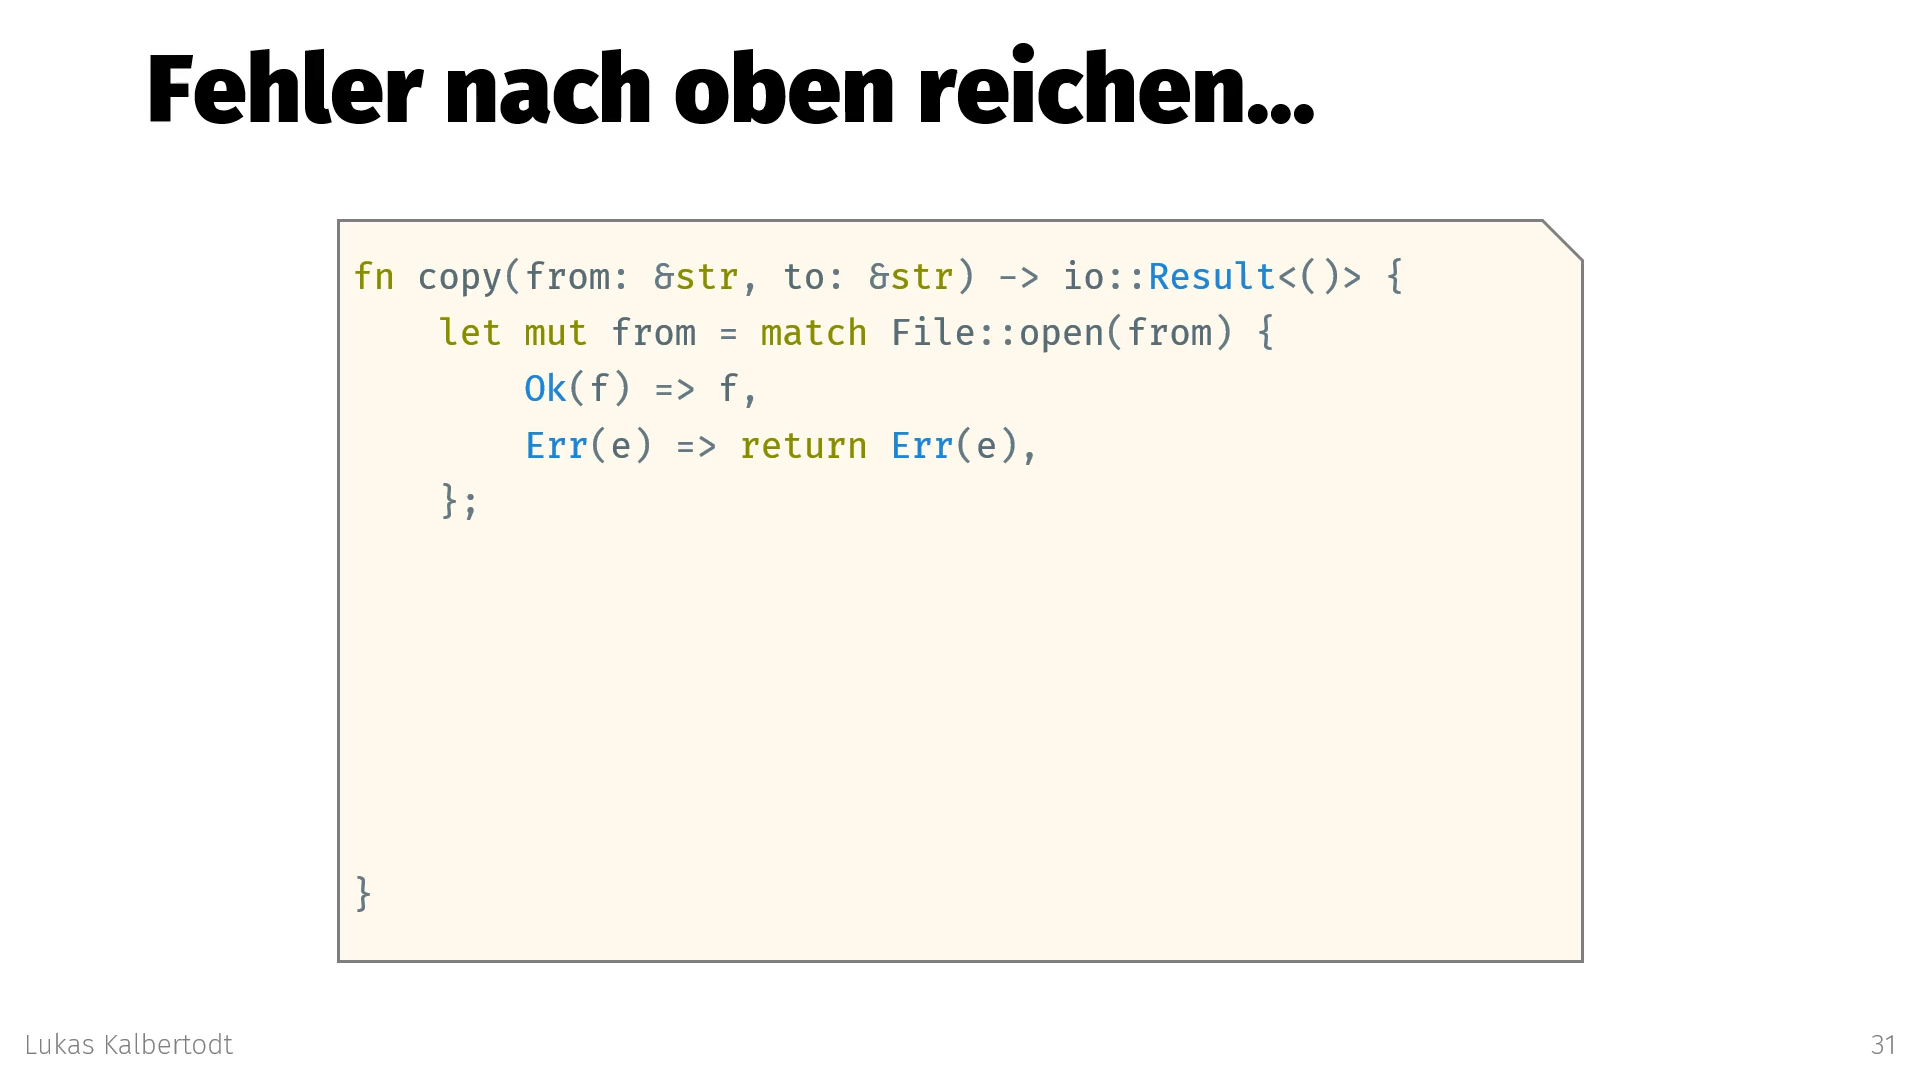 Fehler nach oben reichen...
fn copy(from: &str, to: &str) -> io::Result<()> {
    let mut from = match File::open(from) {
        Ok(f) => f,
        Err(e) => return Err(e),
    };
}
Lukas Kalbertodt
31